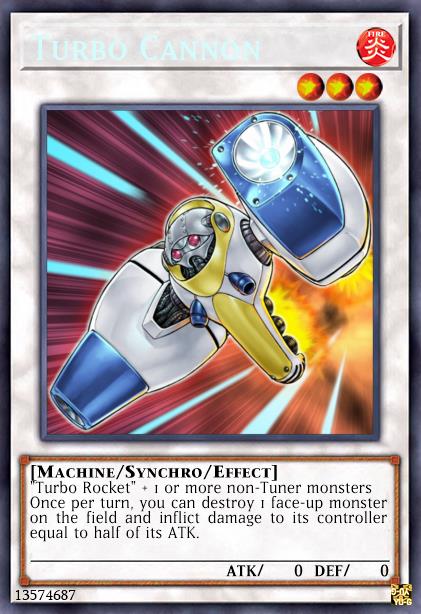 Turbo Cannon
FIRE
炎
[Machine/Synchro/Effect]
"Turbo Rocket" + 1 or more non-Tuner monsters
Once per turn, you can destroy 1 face-up monster
on the field and inflict damage to its controller
equal to half of its ATK.
ATK/ 0 DEF/ 0
13574687